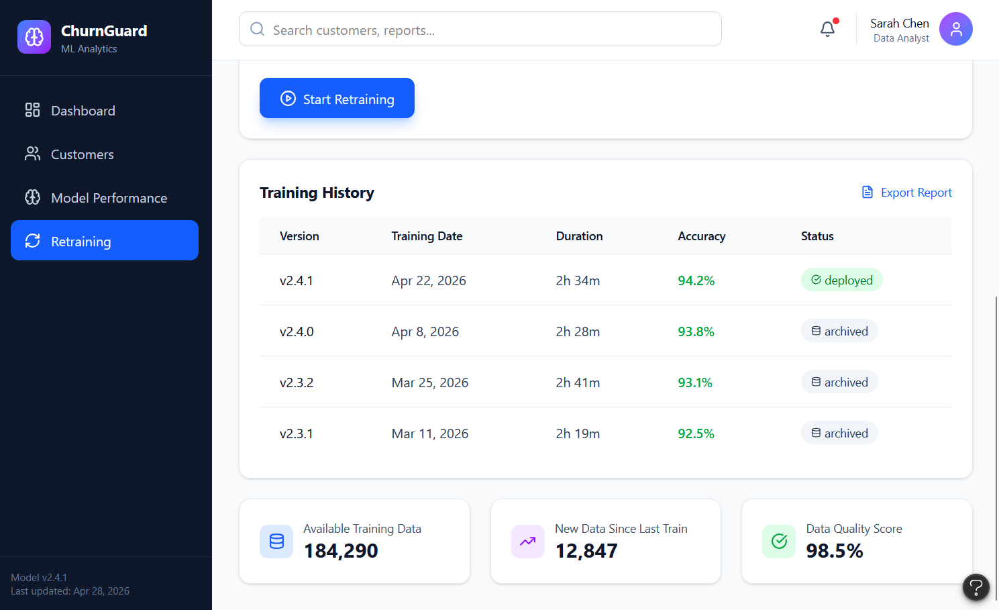 ChurnGuard
ML Analytics
Search customers, reports...
Sarah Chen
Data Analyst
Dashboard
Customers
Model Performance
Retraining
Start Retraining
Training History
Export Report
Version Training Date Duration Accuracy Status
v2.4.1 Apr 22, 2026 2h 34m 94.2% deployed
v2.4.0 Apr 8, 2026 2h 28m 93.8% archived
v2.3.2 Mar 25, 2026 2h 41m 93.1% archived
v2.3.1 Mar 11, 2026 2h 19m 92.5% archived
Available Training Data
184,290
New Data Since Last Train
12,847
Data Quality Score
98.5%
Model v2.4.1
Last updated: Apr 28, 2026
?